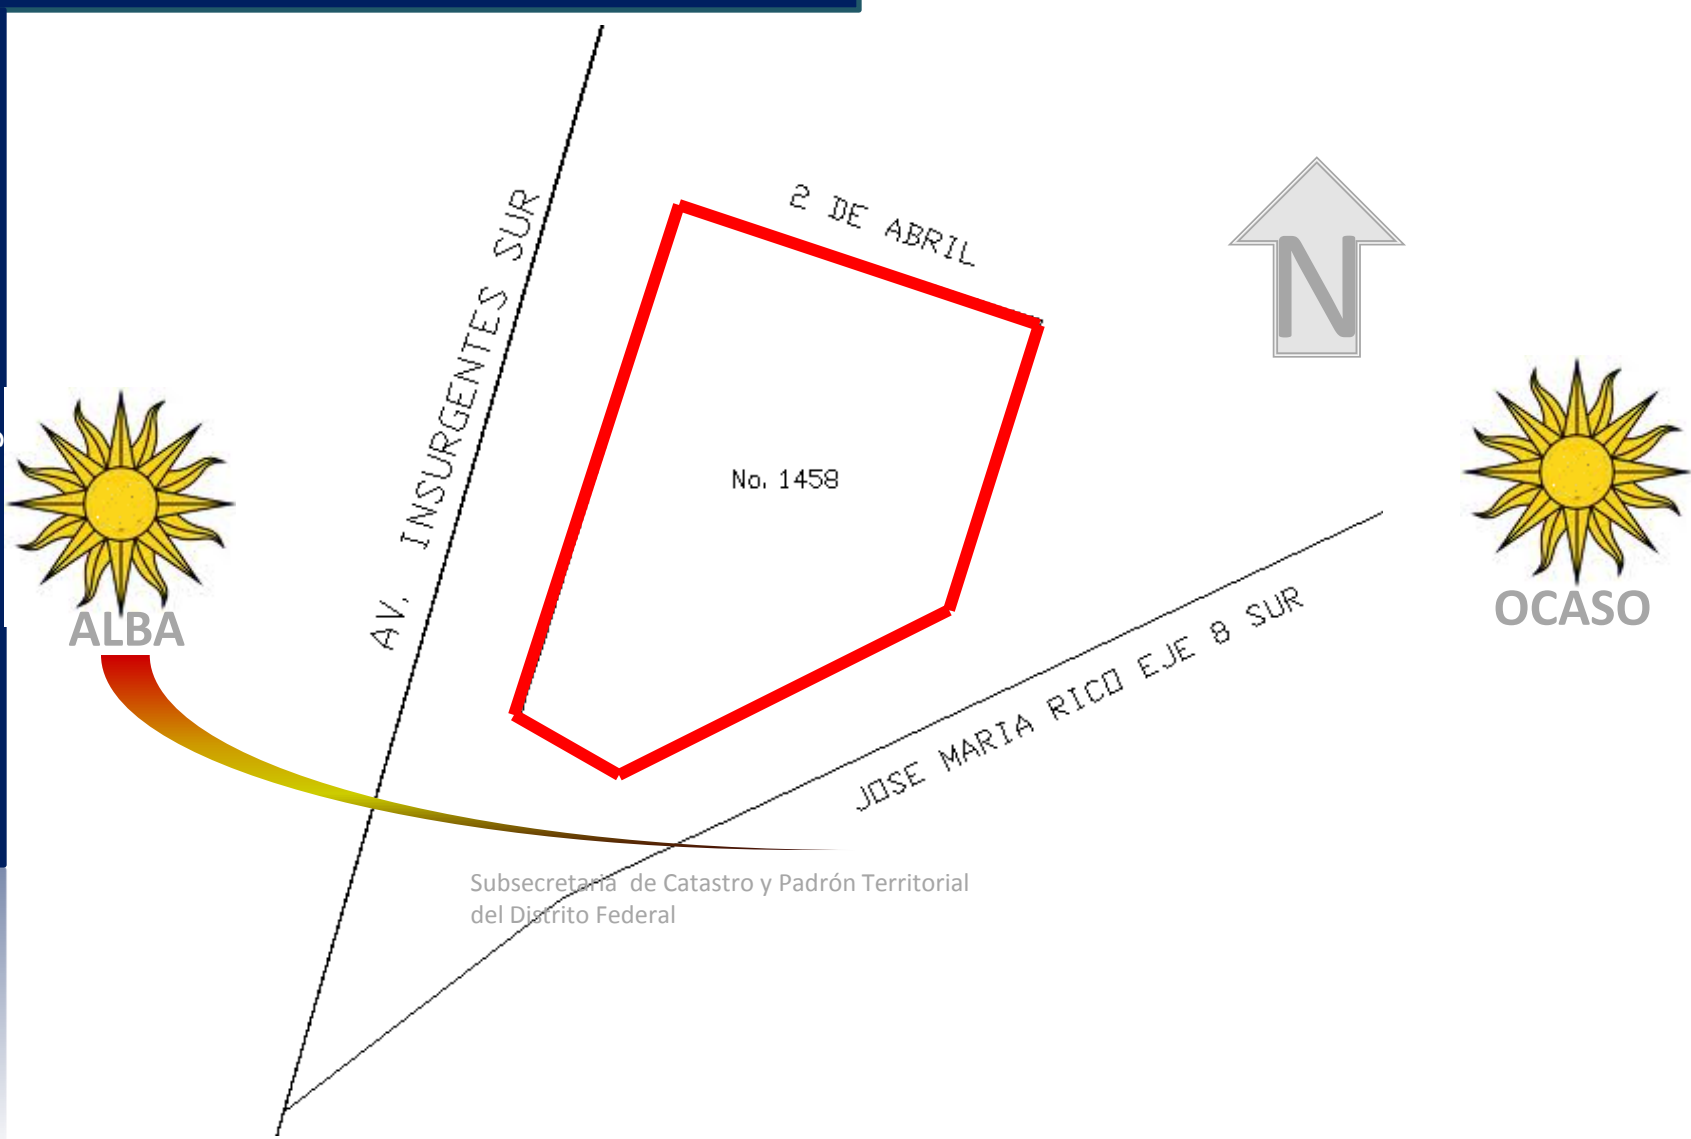 2 DE ABRIL
AV. INSURGENTES SUR
N
No. 1458
ALBA
OCASO
JOSE MARIA RICO EJE 8 SUR
Subsecretaria de Catastro y Padrón Territorial
del Distrito Federal